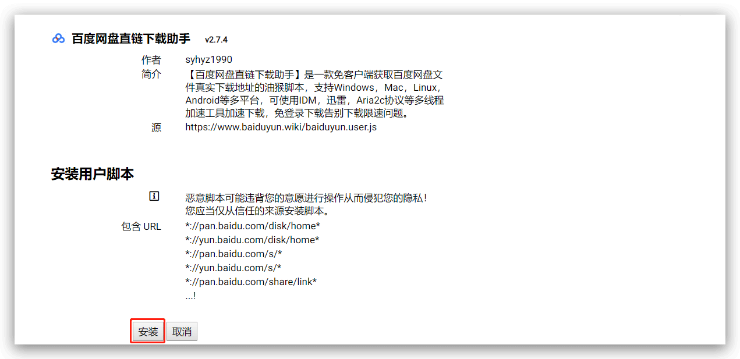 百度网盘直链下载助手 v2.7.4
作者 syhyz1990
简介 【百度网盘直链下载助手】是一款免客户端获取百度网盘文
件真实下载地址的油猴脚本，支持Windows，Mac，Linux，
Android等多平台，可使用IDM，迅雷，Aria2c协议等多线程
加速工具加速下载，免登录下载告别下载限速问题。
源 https://www.baiduyun.wiki/baiduyun.user.js
安装用户脚本
恶意脚本可能违背您的意愿进行操作从而侵犯您的隐私！
您应当仅从信任的来源安装脚本。
包含 URL *://pan.baidu.com/disk/home*
*://yun.baidu.com/disk/home*
*://pan.baidu.com/s/*
*://yun.baidu.com/s/*
*://pan.baidu.com/share/link*
...!
安装 取消